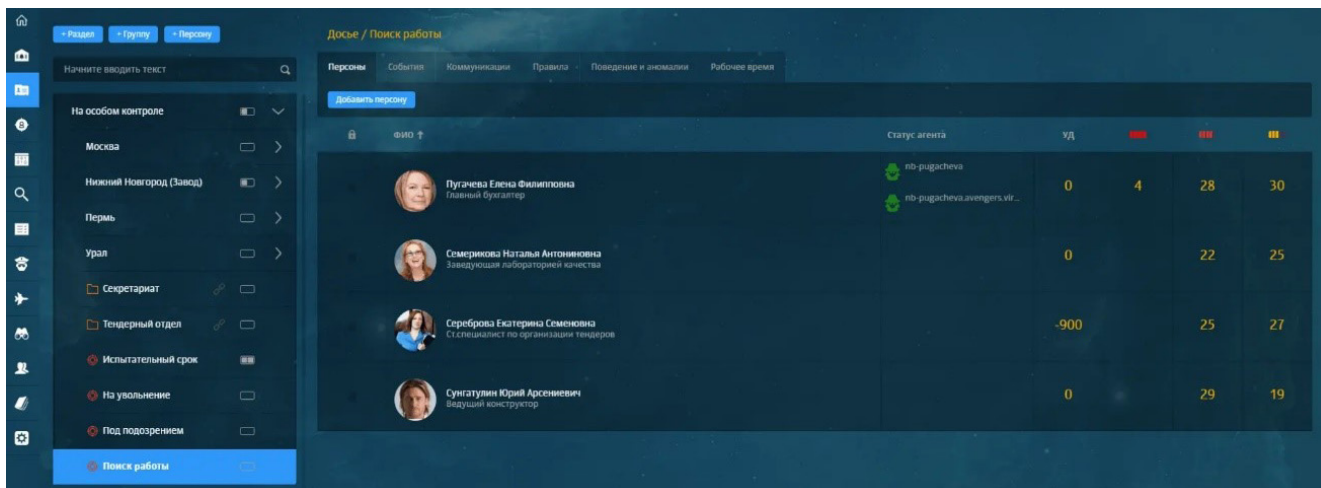 + Раздел + Группу + Персону
Досье / Поиск работы
Начните вводить текст
Персоны События Коммуникации Правила Поведение и аномалии Рабочее время
Добавить персону
На особом контроле
ФИО ↑ Статус агента УД
Москва
Нижний Новгород (Завод)
Пермь
Урал
Секретариат
Тендерный отдел
Испытательный срок
На увольнение
Под подозрением
Поиск работы
Пугачева Елена Филипповна
Главный бухгалтер
nb-pugacheva
nb-pugacheva.avengers.vir...
0 4 28 30
Семерикова Наталья Антониновна
Заведующая лабораторией качества
0 22 25
Сереброва Екатерина Семеновна
Ст.специалист по организации тендеров
-900 25 27
Сунгатулин Юрий Арсениевич
Ведущий конструктор
0 29 19